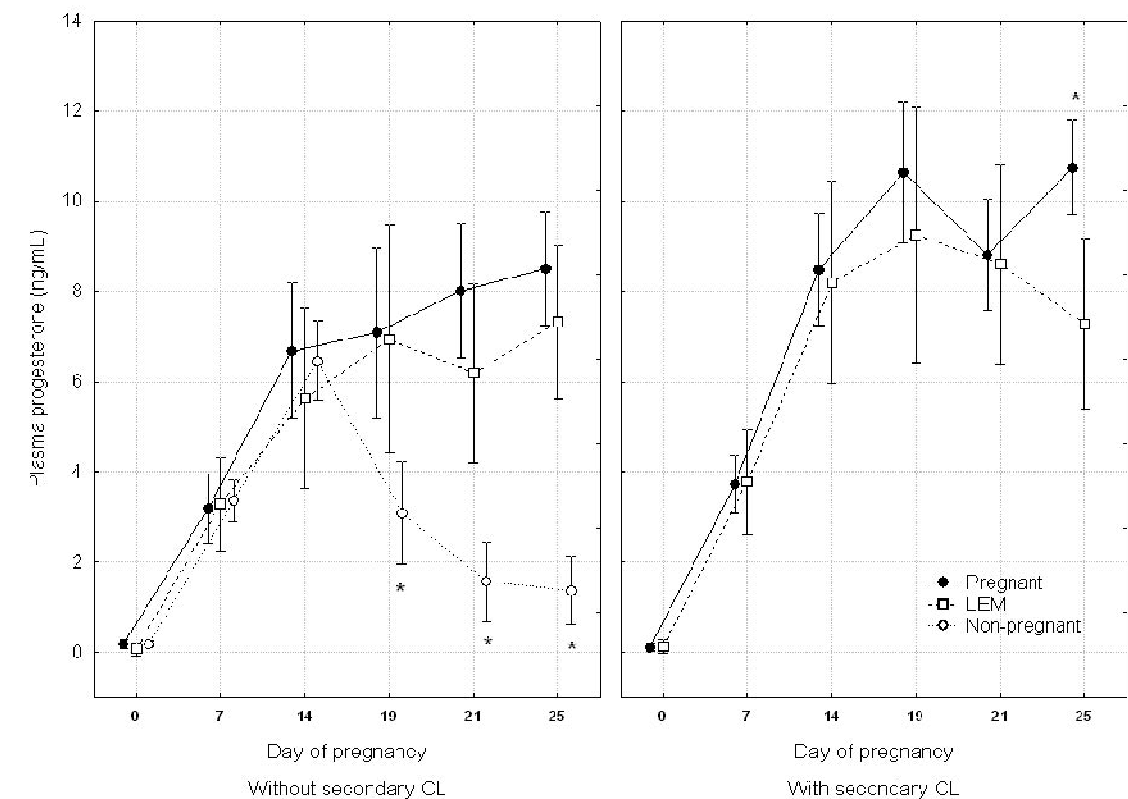 14
12
10
8
6
4
2
0
Plasma progesterone (ng/mL)
*
*
*
*
Pregnant
LEM
Non-pregnant
0 7 14 19 21 25
0 7 14 19 21 25
Day of pregnancy
Day of pregnancy
Without secondary CL
With secondary CL